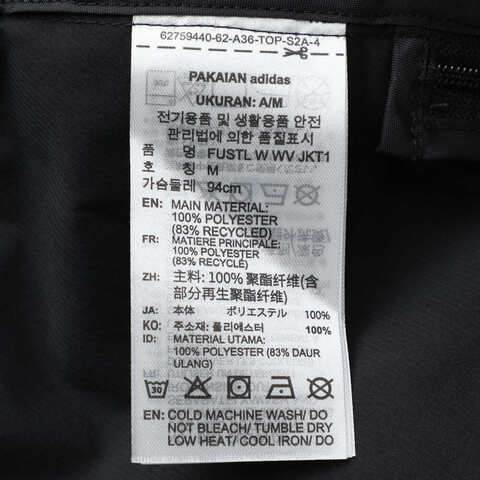 62759440-62-A36-TOP-S2A-4
PAKAIAN adidas
UKURAN: A/M
전기용품 및 생활용품 안전
관리법에 의한 품질표시
품 명 FUSTL W WV JKT1
호 칭 M
가슴둘레 94cm
EN: MAIN MATERIAL:
100% POLYESTER
(83% RECYCLED)
FR: MATIERE PRINCIPALE:
100% POLYESTER
(83% RECYCLÉ)
ZH: 主料: 100% 聚酯纤维(含
部分再生聚酯纤维)
JA: 本体 ポリエステル 100%
KO: 주소재: 폴리에스터 100%
ID: MATERIAL UTAMA:
100% POLYESTER (83% DAUR
ULANG)
30
EN: COLD MACHINE WASH/ DO
NOT BLEACH/ TUMBLE DRY
LOW HEAT/ COOL IRON/ DO